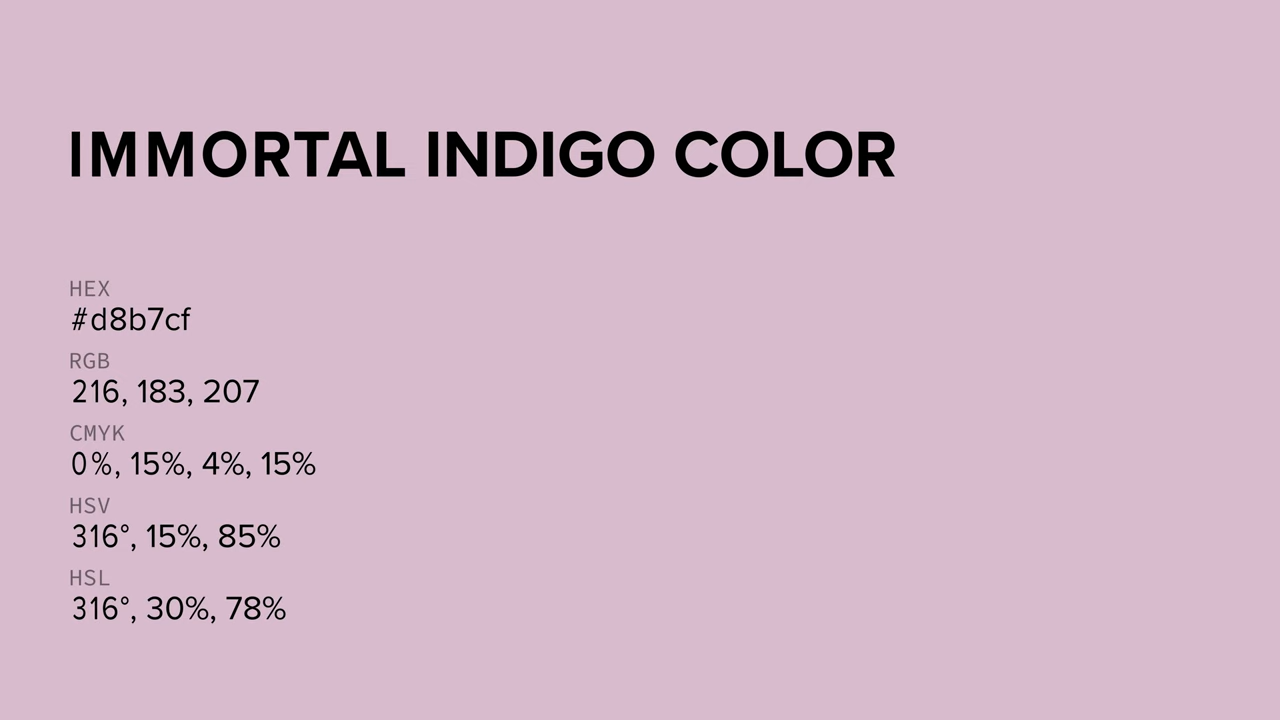 IMMORTAL INDIGO COLOR
HEX
#d8b7cf
RGB
216, 183, 207
CMYK
0%, 15%, 4%, 15%
HSV
316°, 15%, 85%
HSL
316°, 30%, 78%